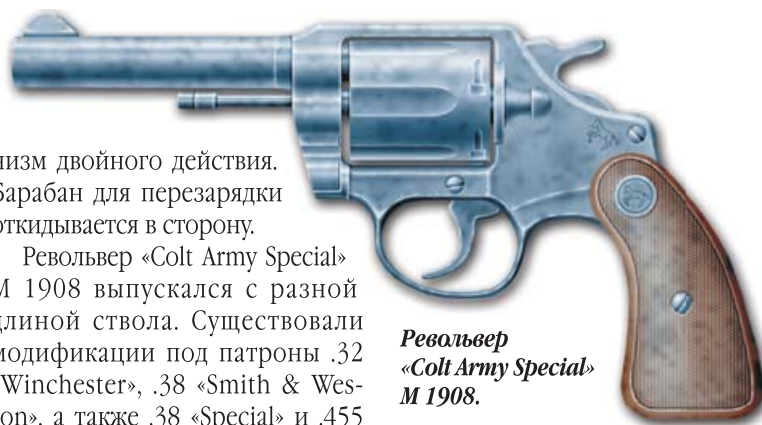 низм двойного действия.
Барабан для перезарядки
откидывается в сторону.
Револьвер «Colt Army Special»
М 1908 выпускался с разной
длиной ствола. Существовали
модификации под патроны .32
«Winchester», .38 «Smith & Wes-
son», а также .38 «Special» и .455
Револьвер
«Colt Army Special»
М 1908.